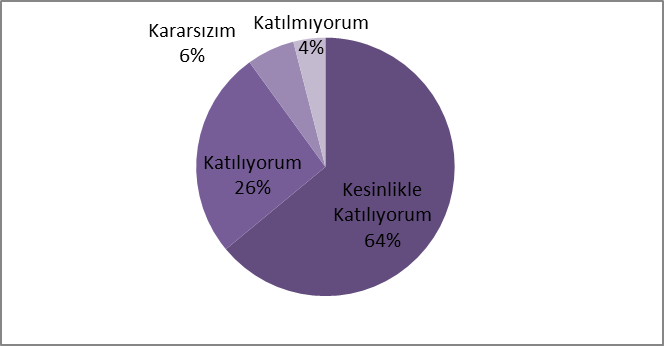 Katılmıyorum
4%
Kararsızım
6%
Katılıyorum
26%
Kesinlikle
Katılıyorum
64%